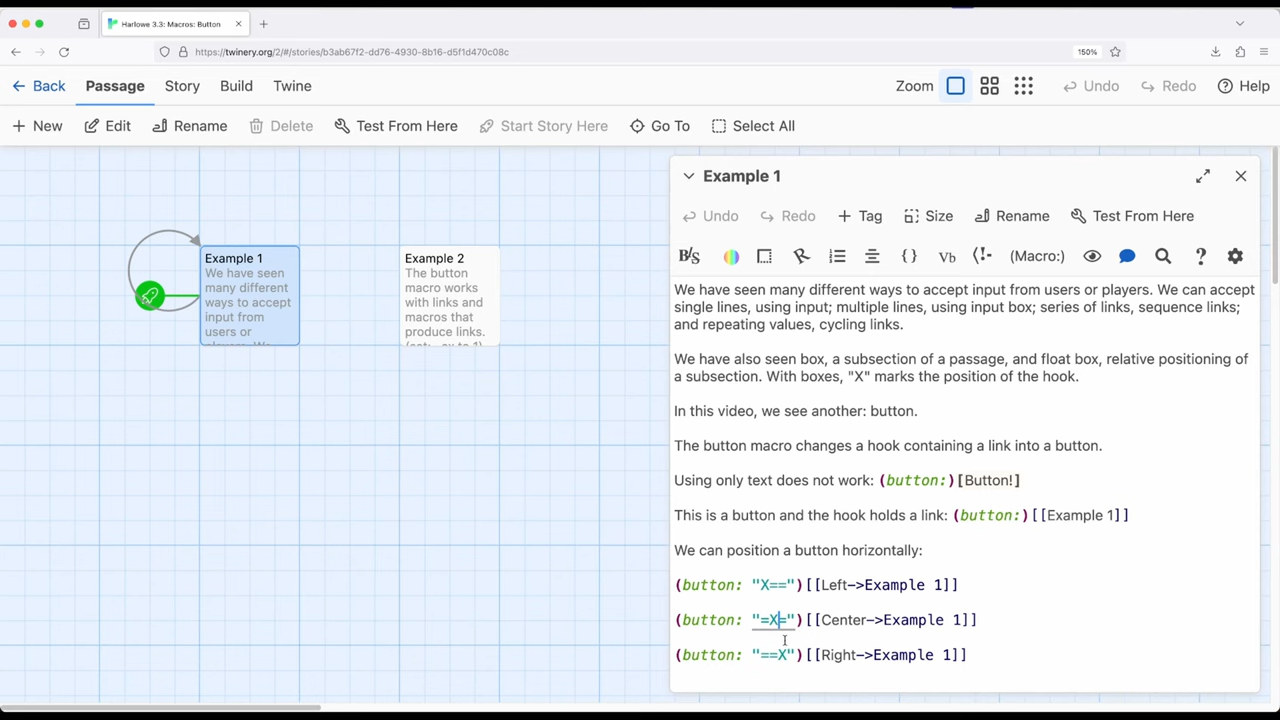 Harlowe 3.3: Macros: Button
https://twinery.org/2/#/stories/b3ab67f2-dd76-4930-8b16-d5f1d470c08c
150%
Back Passage Story Build Twine Zoom Undo Redo Help
New Edit Rename Delete Test From Here Start Story Here Go To Select All
Example 1
We have seen
many different
ways to accept
input from
users or
Example 2
The button
macro works
with links and
macros that
produce links.
Example 1
Undo Redo + Tag Size Rename Test From Here
(Macro:)
We have seen many different ways to accept input from users or players. We can accept
single lines, using input; multiple lines, using input box; series of links, sequence links;
and repeating values, cycling links.
We have also seen box, a subsection of a passage, and float box, relative positioning of
a subsection. With boxes, "X" marks the position of the hook.
In this video, we see another: button.
The button macro changes a hook containing a link into a button.
Using only text does not work: (button:)[Button!]
This is a button and the hook holds a link: (button:)[[Example 1]]
We can position a button horizontally:
(button: "X==")[[Left->Example 1]]
(button: "=X=")[[Center->Example 1]]
(button: "==X")[[Right->Example 1]]